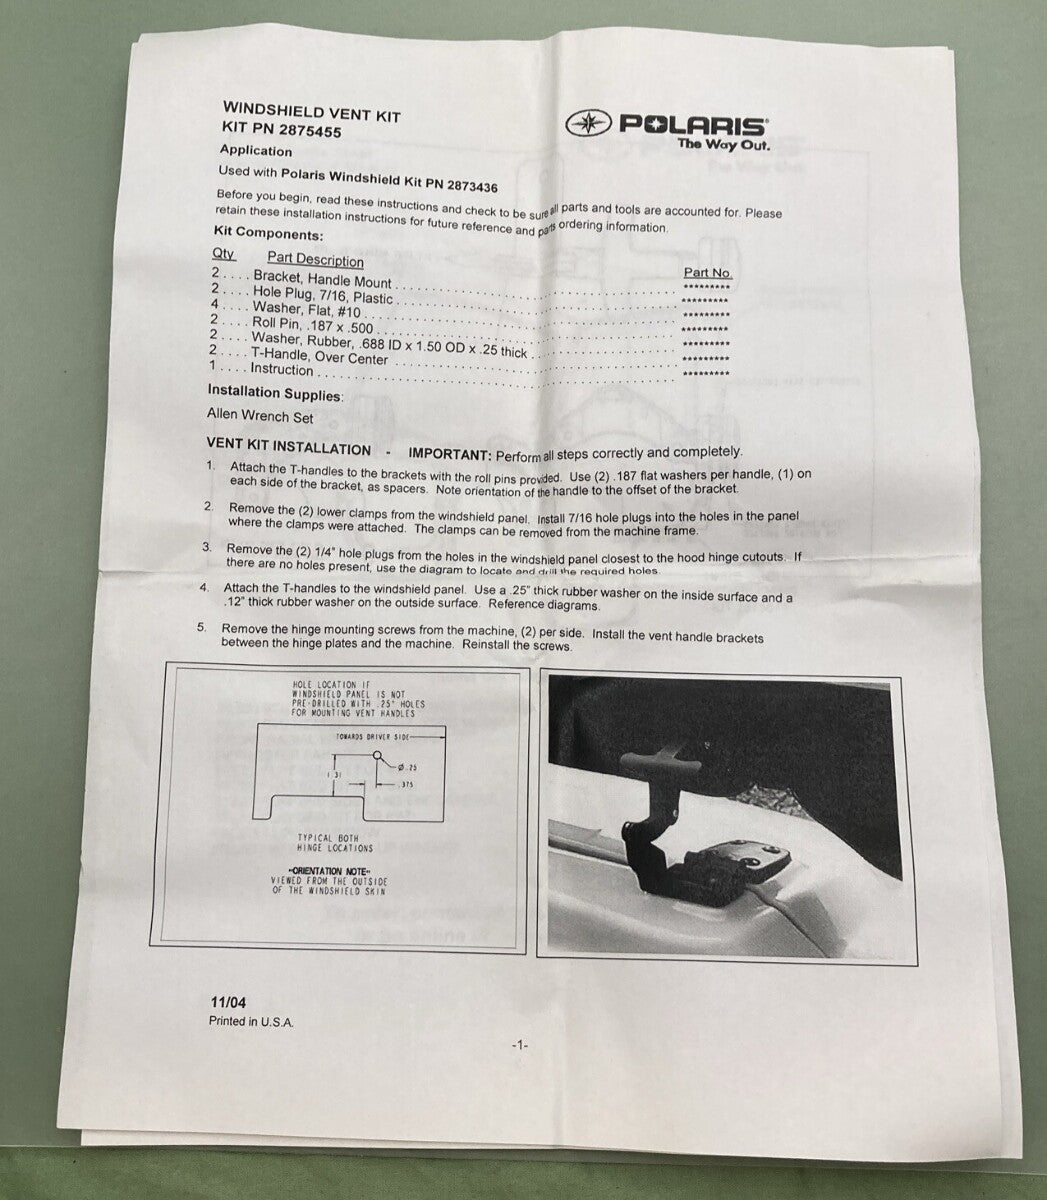 WINDSHIELD VENT KIT
KIT PN 2875455
POLARIS
The Way Out.
Application
Used with Polaris Windshield Kit PN 2873436
Before you begin, read these instructions and check to be sure all parts and tools are accounted for. Please
retain these installation instructions for future reference and parts ordering information.
Kit Components:
Qty. Part Description Part No.
2 . . . . Bracket, Handle Mount . . . . . . . . . . *********
2 . . . . Hole Plug, 7/16, Plastic . . . . . . . . . . *********
4 . . . . Washer, Flat, #10 . . . . . . . . . . *********
2 . . . . Roll Pin, .187 x .500 . . . . . . . . . . *********
2 . . . . Washer, Rubber, .688 ID x 1.50 OD x .25 thick . . . . . . . . . . *********
2 . . . . T-Handle, Over Center . . . . . . . . . . *********
1 . . . . Instruction . . . . . . . . . . *********
Installation Supplies:
Allen Wrench Set
VENT KIT INSTALLATION - IMPORTANT: Perform all steps correctly and completely.
1. Attach the T-handles to the brackets with the roll pins provided. Use (2) .187 flat washers per handle, (1) on
each side of the bracket, as spacers. Note orientation of the handle to the offset of the bracket.
2. Remove the (2) lower clamps from the windshield panel. Install 7/16 hole plugs into the holes in the panel
where the clamps were attached. The clamps can be removed from the machine frame.
3. Remove the (2) 1/4" hole plugs from the holes in the windshield panel closest to the hood hinge cutouts. If
there are no holes present, use the diagram to locate and drill the required holes.
4. Attach the T-handles to the windshield panel. Use a .25" thick rubber washer on the inside surface and a
.12" thick rubber washer on the outside surface. Reference diagrams.
5. Remove the hinge mounting screws from the machine, (2) per side. Install the vent handle brackets
between the hinge plates and the machine. Reinstall the screws.
HOLE LOCATION IF
WINDSHIELD PANEL IS NOT
PRE-DRILLED WITH .25" HOLES
FOR MOUNTING VENT HANDLES
TOWARDS DRIVER SIDE
Ø.25
1.31
.375
TYPICAL BOTH
HINGE LOCATIONS
"ORIENTATION NOTE"
VIEWED FROM THE OUTSIDE
OF THE WINDSHIELD SKIN
11/04
Printed in U.S.A.
-1-